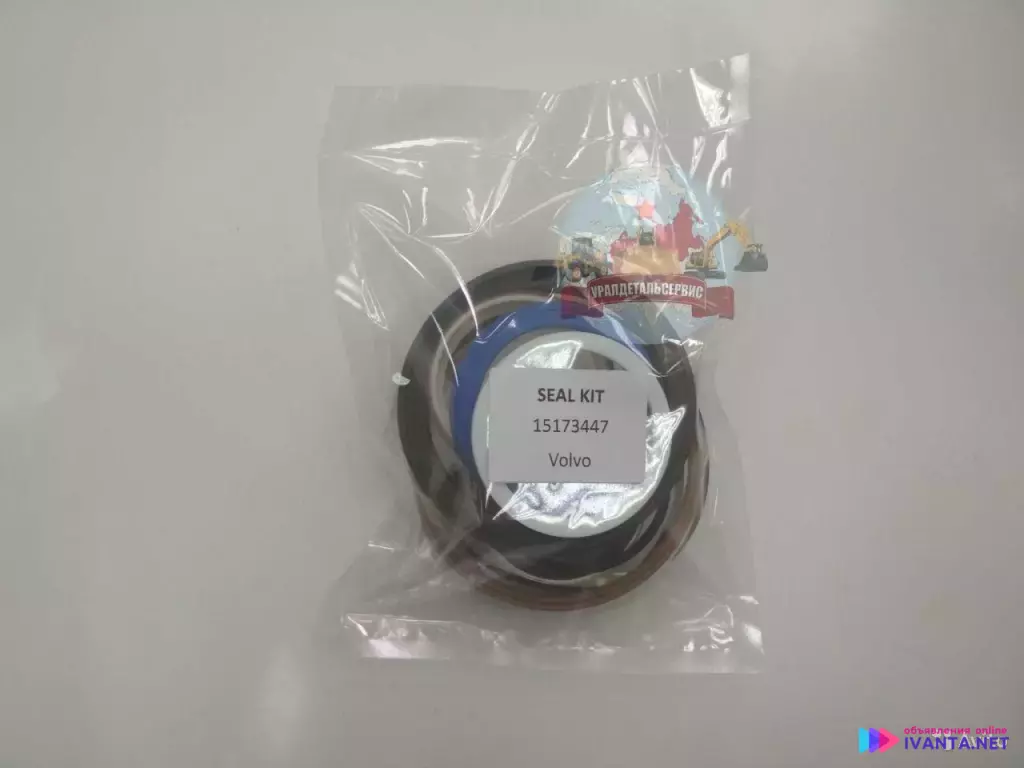 УРАЛДЕТАЛЬСЕРВИС
SEAL KIT
15173447
Volvo
объявления online
IVANTA.NET